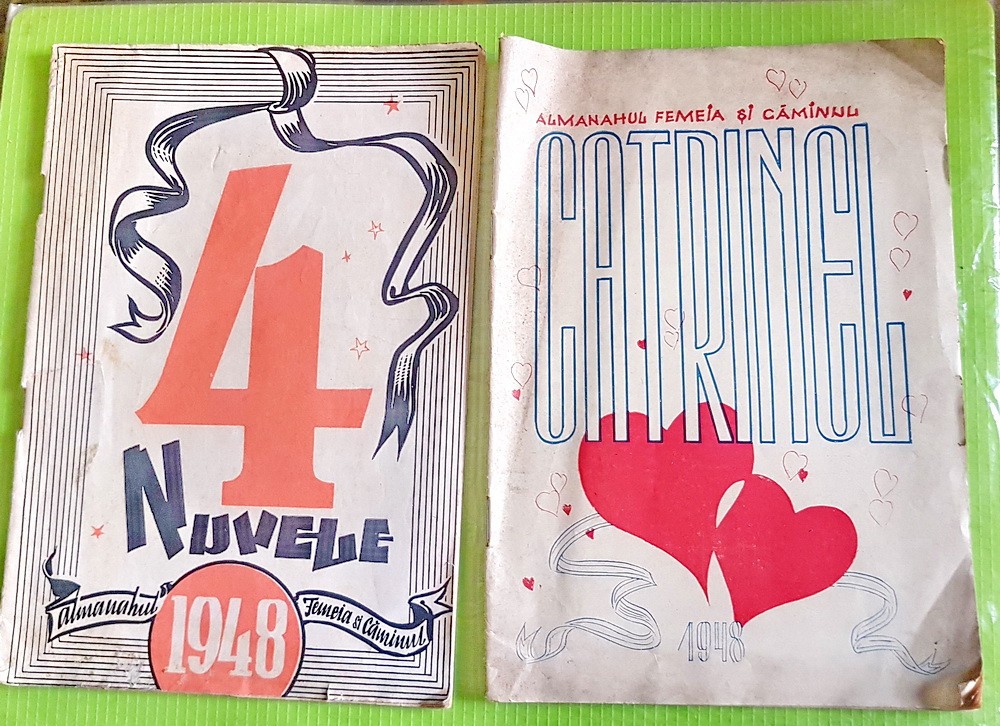 4
NUVELE
Almanahul 1948 Femeia și Căminul
ALMANAHUL FEMEIA ȘI CĂMINUL
CATRINEL
1948